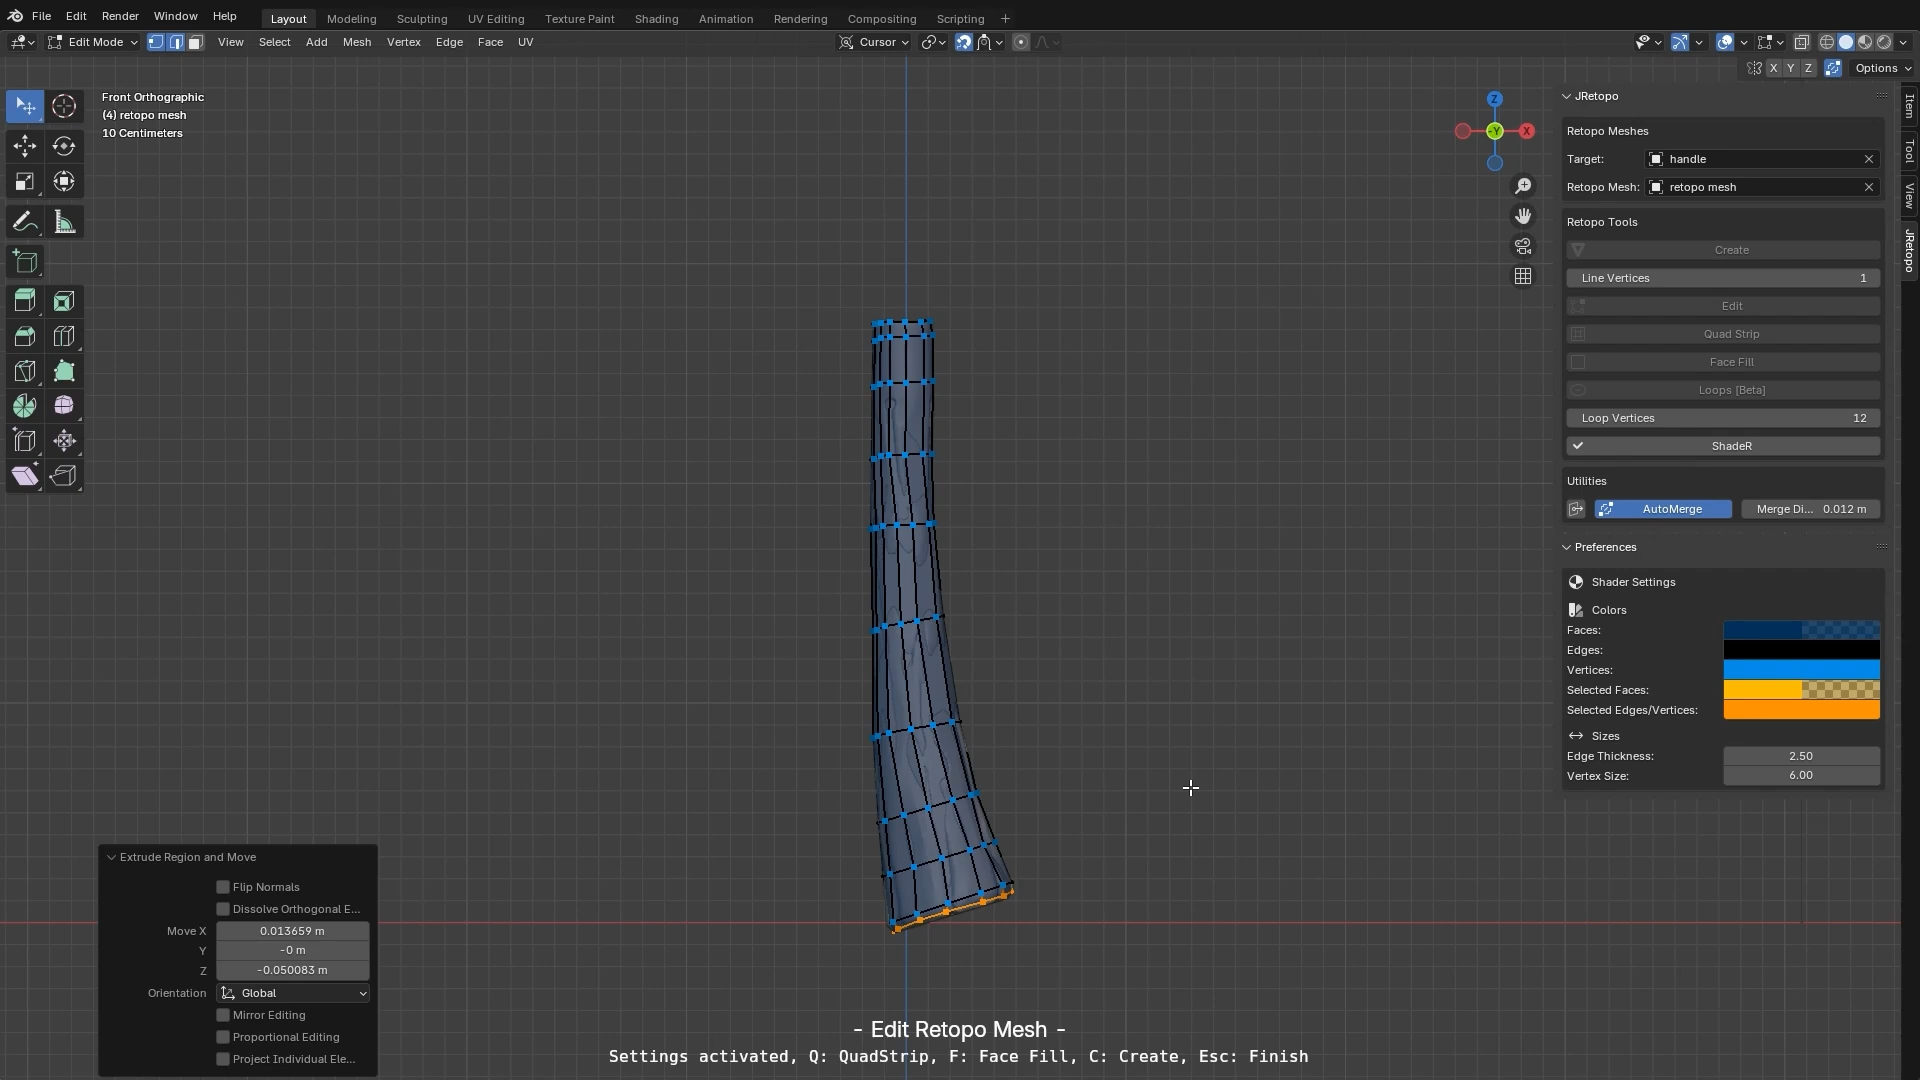 File Edit Render Window Help Layout Modeling Sculpting UV Editing Texture Paint Shading Animation Rendering Compositing Scripting +
Edit Mode View Select Add Mesh Vertex Edge Face UV Cursor
X Y Z Options
Front Orthographic
(4) retopo mesh
10 Centimeters
Z
-Y
X
Item
Tool
View
JRetopo
JRetopo
Retopo Meshes
Target: handle
Retopo Mesh: retopo mesh
Retopo Tools
Create
Line Vertices 1
Edit
Quad Strip
Face Fill
Loops [Beta]
Loop Vertices 12
ShadeR
Utilities
AutoMerge Merge Di... 0.012 m
Preferences
Shader Settings
Colors
Faces:
Edges:
Vertices:
Selected Faces:
Selected Edges/Vertices:
Sizes
Edge Thickness: 2.50
Vertex Size: 6.00
Extrude Region and Move
Flip Normals
Dissolve Orthogonal E...
Move X 0.013659 m
Y -0 m
Z -0.050083 m
Orientation Global
Mirror Editing
Proportional Editing
Project Individual Ele...
- Edit Retopo Mesh -
Settings activated, Q: QuadStrip, F: Face Fill, C: Create, Esc: Finish